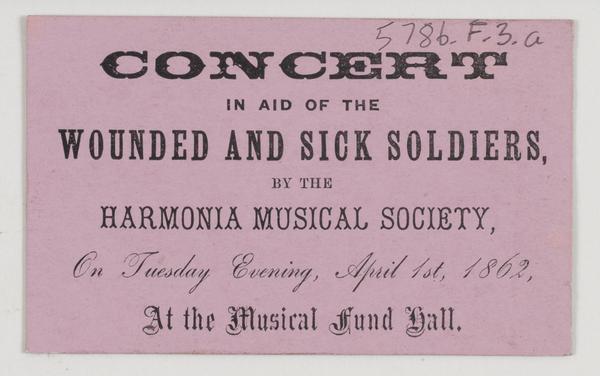 5786.F.3.a
CONCERT
IN AID OF THE
WOUNDED AND SICK SOLDIERS,
BY THE
HARMONIA MUSICAL SOCIETY,
On Tuesday Evening, April 1st, 1862,
At the Musical Fund Hall.